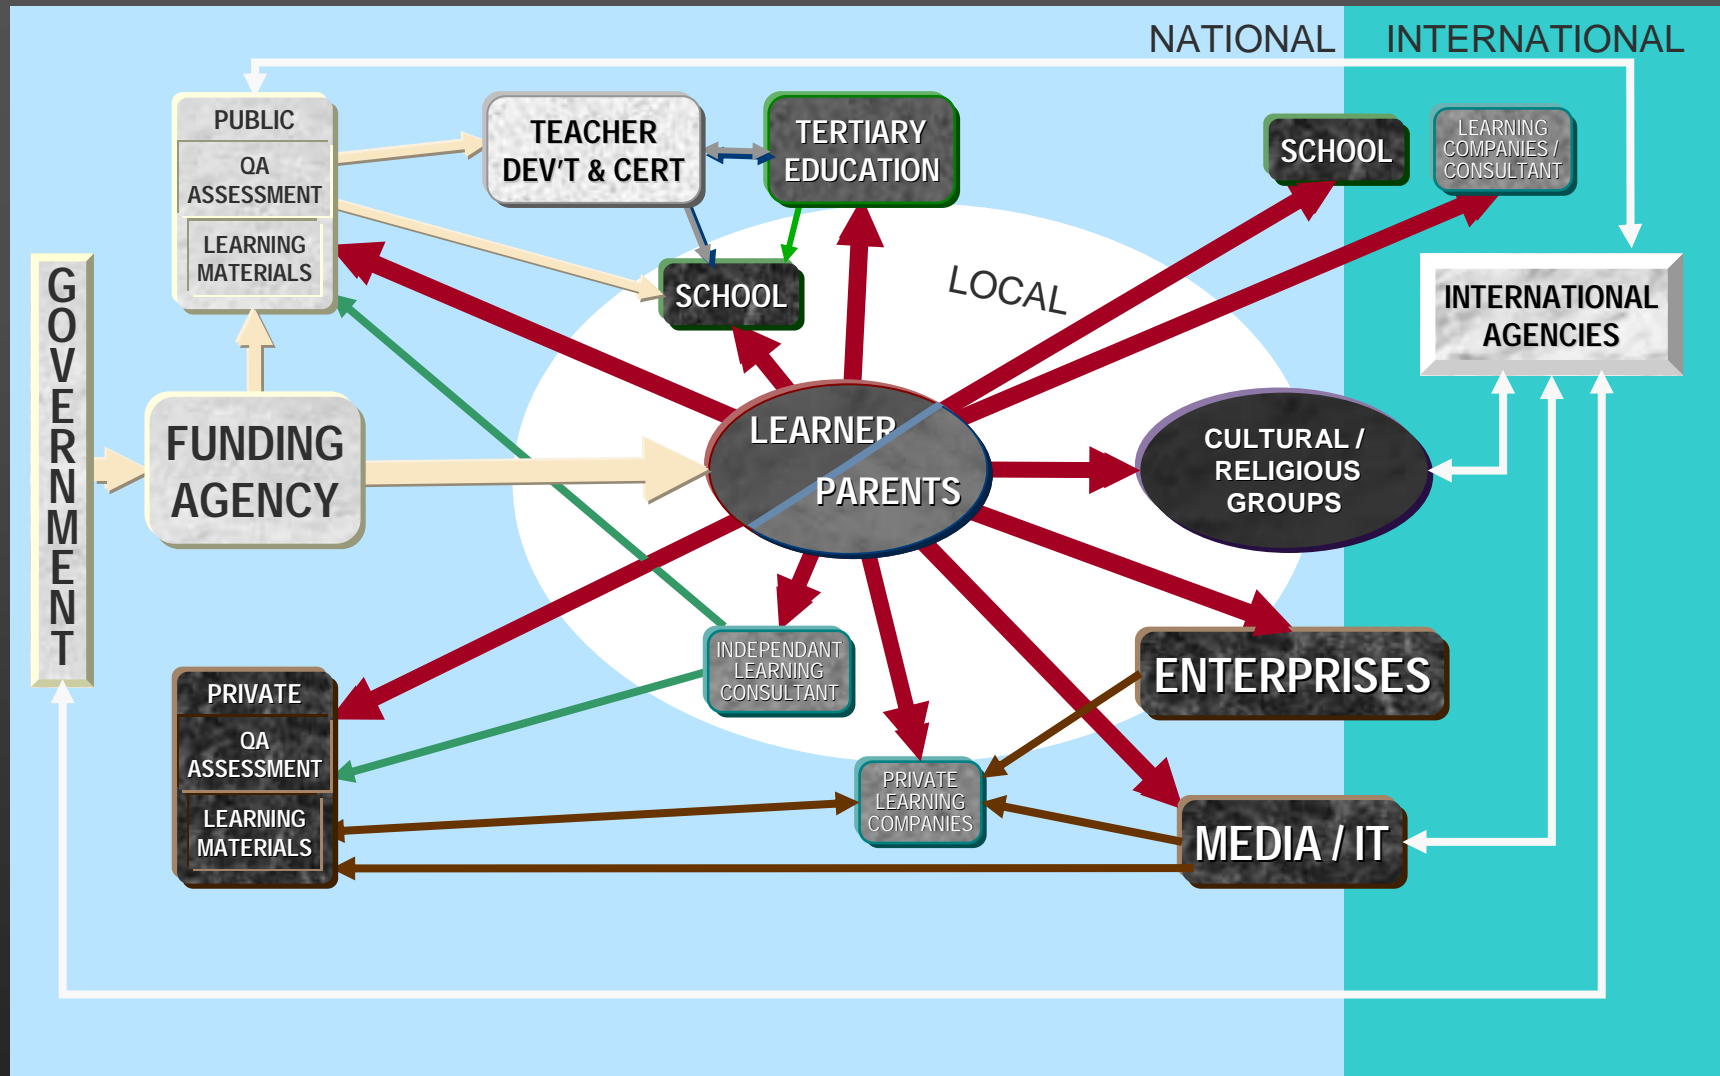 NATIONAL
INTERNATIONAL
PUBLIC
QA
ASSESSMENT
LEARNING
MATERIALS
TEACHER
DEV'T & CERT
TERTIARY
EDUCATION
SCHOOL
LEARNING
COMPANIES /
CONSULTANT
SCHOOL
LOCAL
INTERNATIONAL
AGENCIES
GOVERNMENT
FUNDING
AGENCY
LEARNER
PARENTS
CULTURAL /
RELIGIOUS
GROUPS
INDEPENDANT
LEARNING
CONSULTANT
ENTERPRISES
PRIVATE
QA
ASSESSMENT
LEARNING
MATERIALS
PRIVATE
LEARNING
COMPANIES
MEDIA / IT